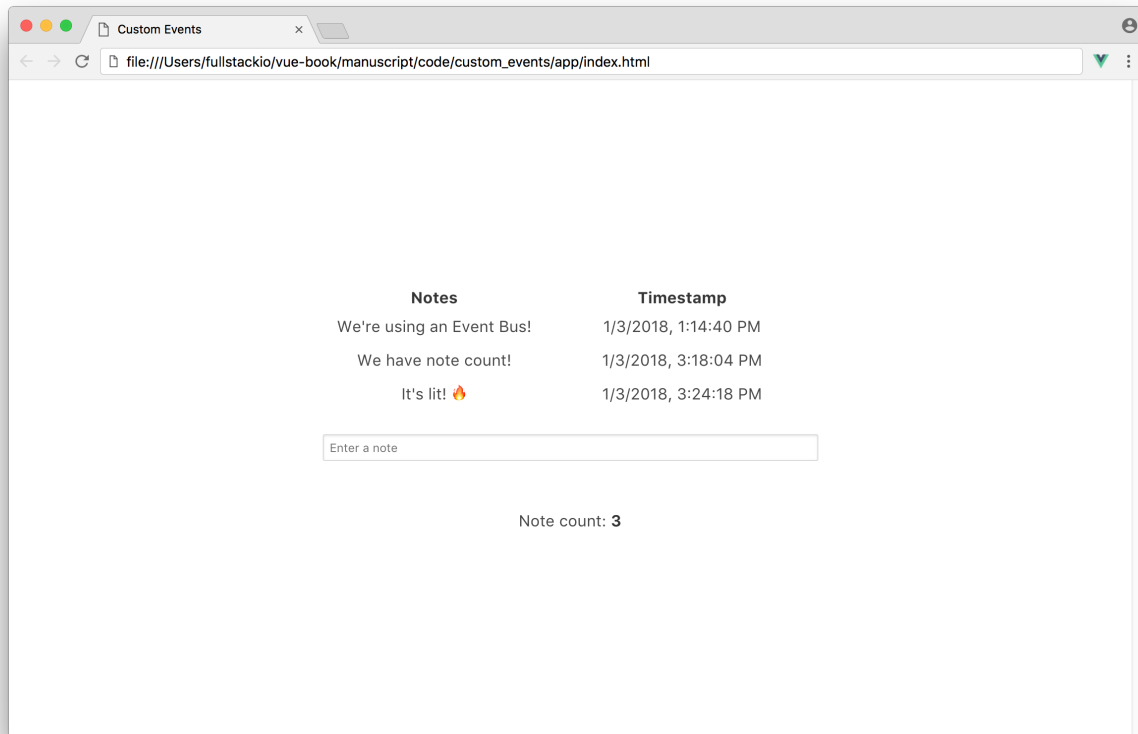 Custom Events
file:///Users/fullstackio/vue-book/manuscript/code/custom_events/app/index.html
Notes Timestamp
We're using an Event Bus! 1/3/2018, 1:14:40 PM
We have note count! 1/3/2018, 3:18:04 PM
It's lit! 🔥 1/3/2018, 3:24:18 PM
Enter a note
Note count: 3